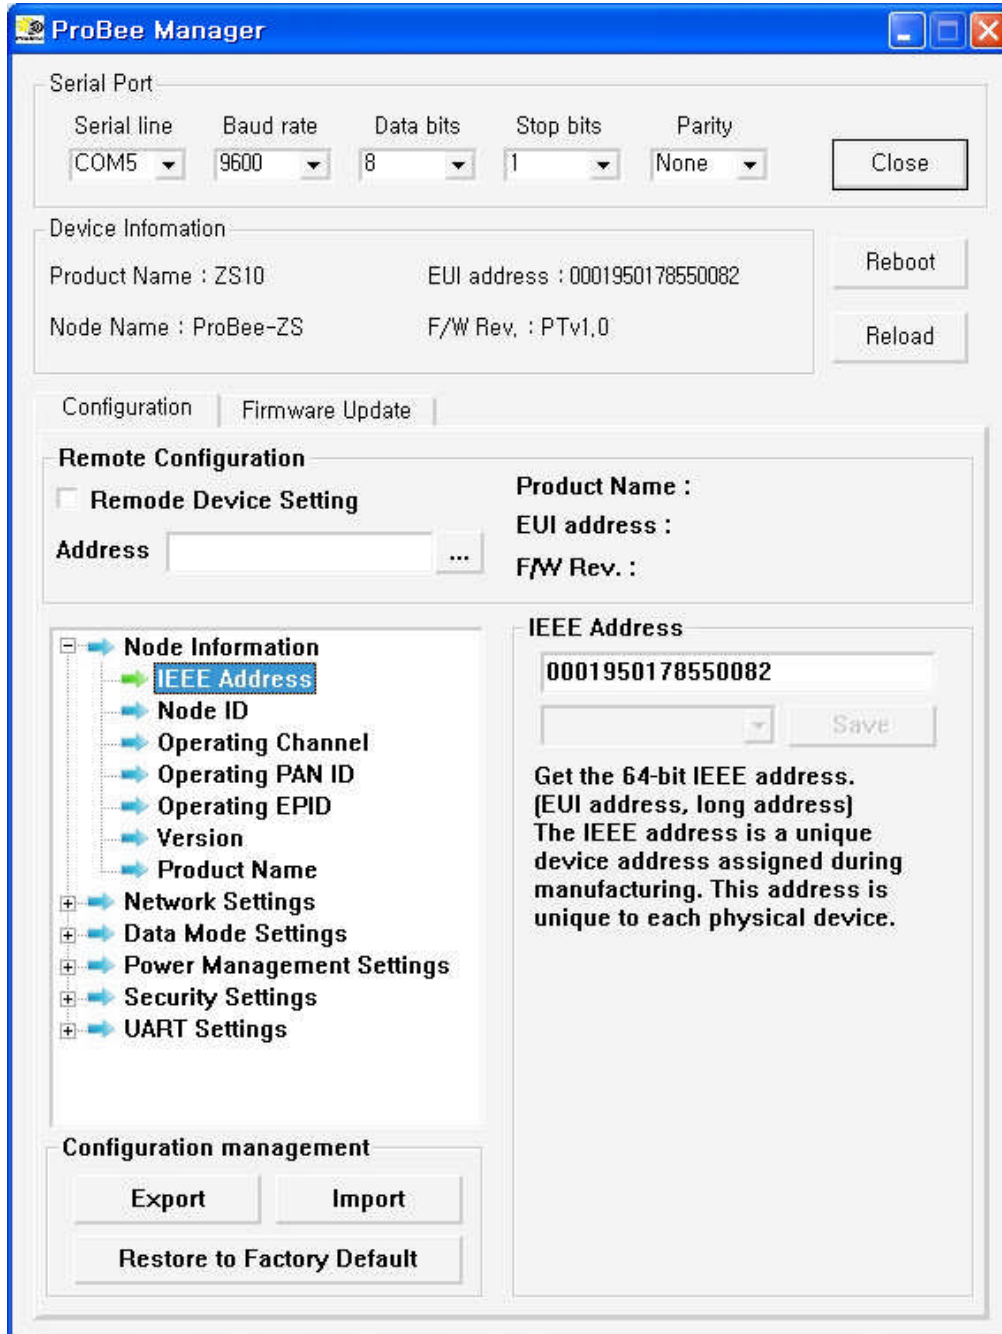 ProBee Manager
Serial Port
Serial line Baud rate Data bits Stop bits Parity
COM5 9600 8 1 None Close
Device Infomation
Product Name : ZS10 EUI address : 0001950178550082
Node Name : ProBee-ZS F/W Rev. : PTv1.0
Reboot
Reload
Configuration Firmware Update
Remote Configuration
Remode Device Setting
Address ...
Product Name :
EUI address :
F/W Rev. :
Node Information
IEEE Address
Node ID
Operating Channel
Operating PAN ID
Operating EPID
Version
Product Name
Network Settings
Data Mode Settings
Power Management Settings
Security Settings
UART Settings
IEEE Address
0001950178550082
Save
Get the 64-bit IEEE address.
(EUI address, long address)
The IEEE address is a unique
device address assigned during
manufacturing. This address is
unique to each physical device.
Configuration management
Export Import
Restore to Factory Default